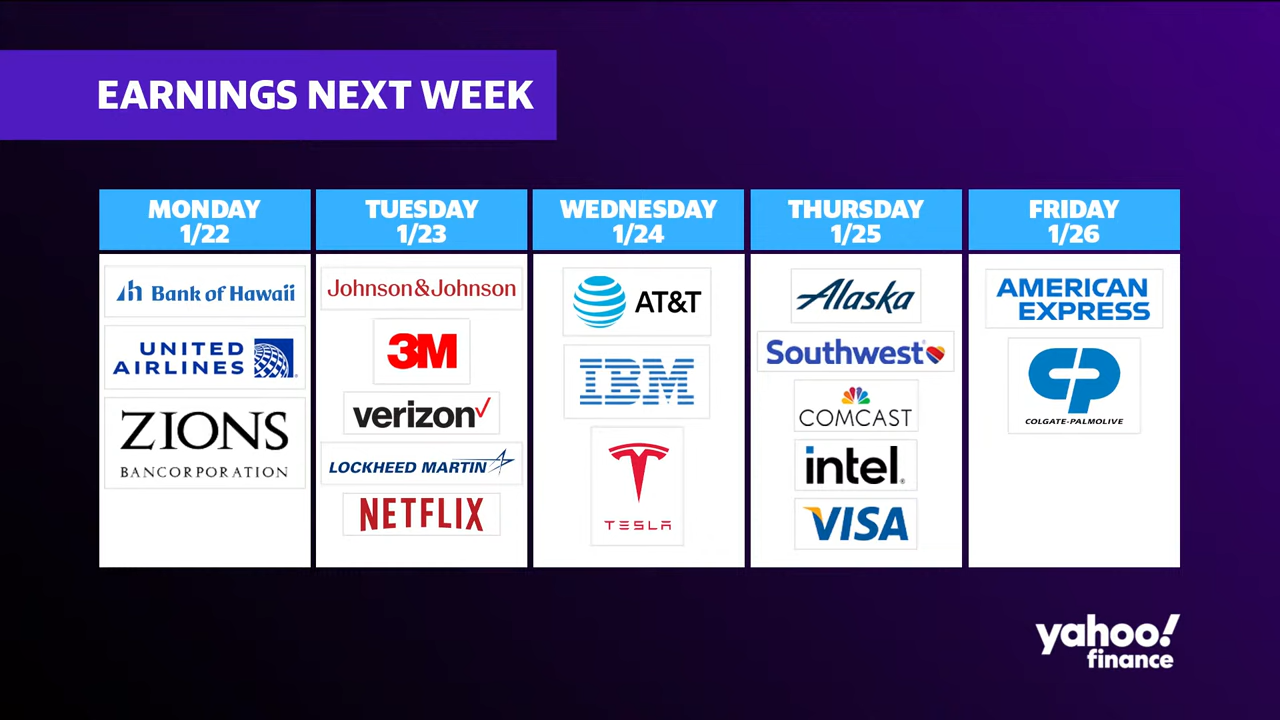 EARNINGS NEXT WEEK
MONDAY
1/22
Bank of Hawaii
UNITED
AIRLINES
ZIONS
BANCORPORATION
TUESDAY
1/23
Johnson&Johnson
3M
verizon
LOCKHEED MARTIN
NETFLIX
WEDNESDAY
1/24
AT&T
IBM
TESLA
THURSDAY
1/25
Alaska
Southwest
COMCAST
intel
VISA
FRIDAY
1/26
AMERICAN
EXPRESS
CP
COLGATE-PALMOLIVE
yahoo!
finance